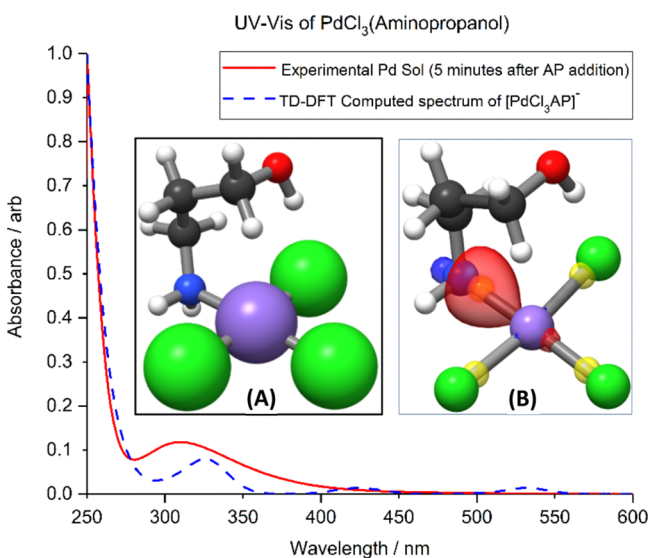 UV-Vis of PdCl₃(Aminopropanol)
Experimental Pd Sol (5 minutes after AP addition)
TD-DFT Computed spectrum of [PdCl₃AP]⁻
Absorbance / arb
1.0
0.9
0.8
0.7
0.6
0.5
0.4
0.3
0.2
0.1
0.0
(A)
(B)
250 300 350 400 450 500 550 600
Wavelength / nm